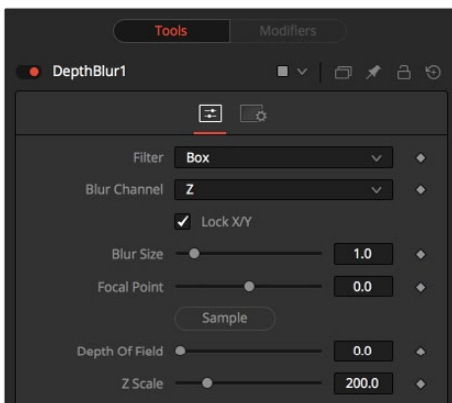 Tools Modifiers
DepthBlur1
Filter Box
Blur Channel Z
Lock X/Y
Blur Size 1.0
Focal Point 0.0
Sample
Depth Of Field 0.0
Z Scale 200.0